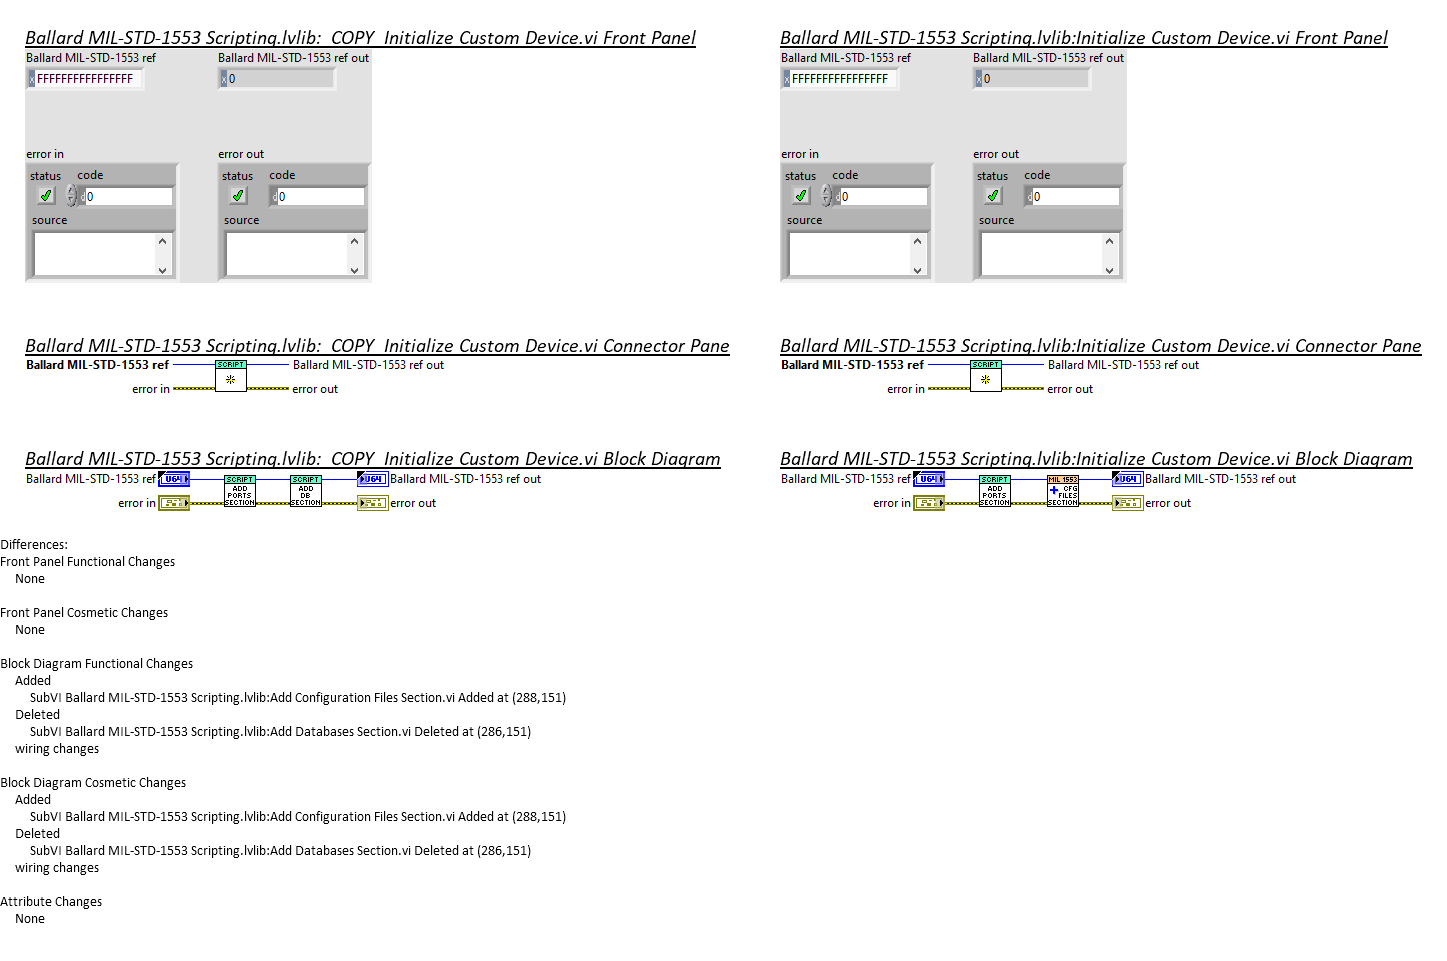 Ballard MIL-STD-1553 Scripting.lvlib:_COPY_Initialize Custom Device.vi Front Panel
Ballard MIL-STD-1553 ref
Ballard MIL-STD-1553 ref out
x FFFFFFFFFFFFFFFF
x 0
error in
error out
status code
status code
d 0
d 0
source
source
Ballard MIL-STD-1553 Scripting.lvlib:Initialize Custom Device.vi Front Panel
Ballard MIL-STD-1553 ref
Ballard MIL-STD-1553 ref out
x FFFFFFFFFFFFFFFF
x 0
error in
error out
status code
status code
d 0
d 0
source
source
Ballard MIL-STD-1553 Scripting.lvlib:_COPY_Initialize Custom Device.vi Connector Pane
Ballard MIL-STD-1553 ref
SCRIPT
Ballard MIL-STD-1553 ref out
error in
error out
Ballard MIL-STD-1553 Scripting.lvlib:Initialize Custom Device.vi Connector Pane
Ballard MIL-STD-1553 ref
SCRIPT
Ballard MIL-STD-1553 ref out
error in
error out
Ballard MIL-STD-1553 Scripting.lvlib:_COPY_Initialize Custom Device.vi Block Diagram
Ballard MIL-STD-1553 ref
U64
SCRIPT
ADD
PORTS
SECTION
SCRIPT
ADD
DB
SECTION
U64
Ballard MIL-STD-1553 ref out
error in
error out
Ballard MIL-STD-1553 Scripting.lvlib:Initialize Custom Device.vi Block Diagram
Ballard MIL-STD-1553 ref
U64
SCRIPT
ADD
PORTS
SECTION
MIL 1553
+ CFG
FILES
SECTION
U64
Ballard MIL-STD-1553 ref out
error in
error out
Differences:
Front Panel Functional Changes
None
Front Panel Cosmetic Changes
None
Block Diagram Functional Changes
Added
SubVI Ballard MIL-STD-1553 Scripting.lvlib:Add Configuration Files Section.vi Added at (288,151)
Deleted
SubVI Ballard MIL-STD-1553 Scripting.lvlib:Add Databases Section.vi Deleted at (286,151)
wiring changes
Block Diagram Cosmetic Changes
Added
SubVI Ballard MIL-STD-1553 Scripting.lvlib:Add Configuration Files Section.vi Added at (288,151)
Deleted
SubVI Ballard MIL-STD-1553 Scripting.lvlib:Add Databases Section.vi Deleted at (286,151)
wiring changes
Attribute Changes
None